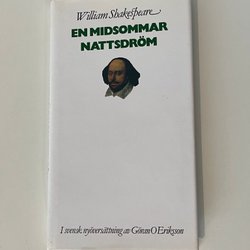 William Shakespeare
EN MIDSOMMAR
NATTSDRÖM
I svensk nyöversättning av Göran O Eriksson